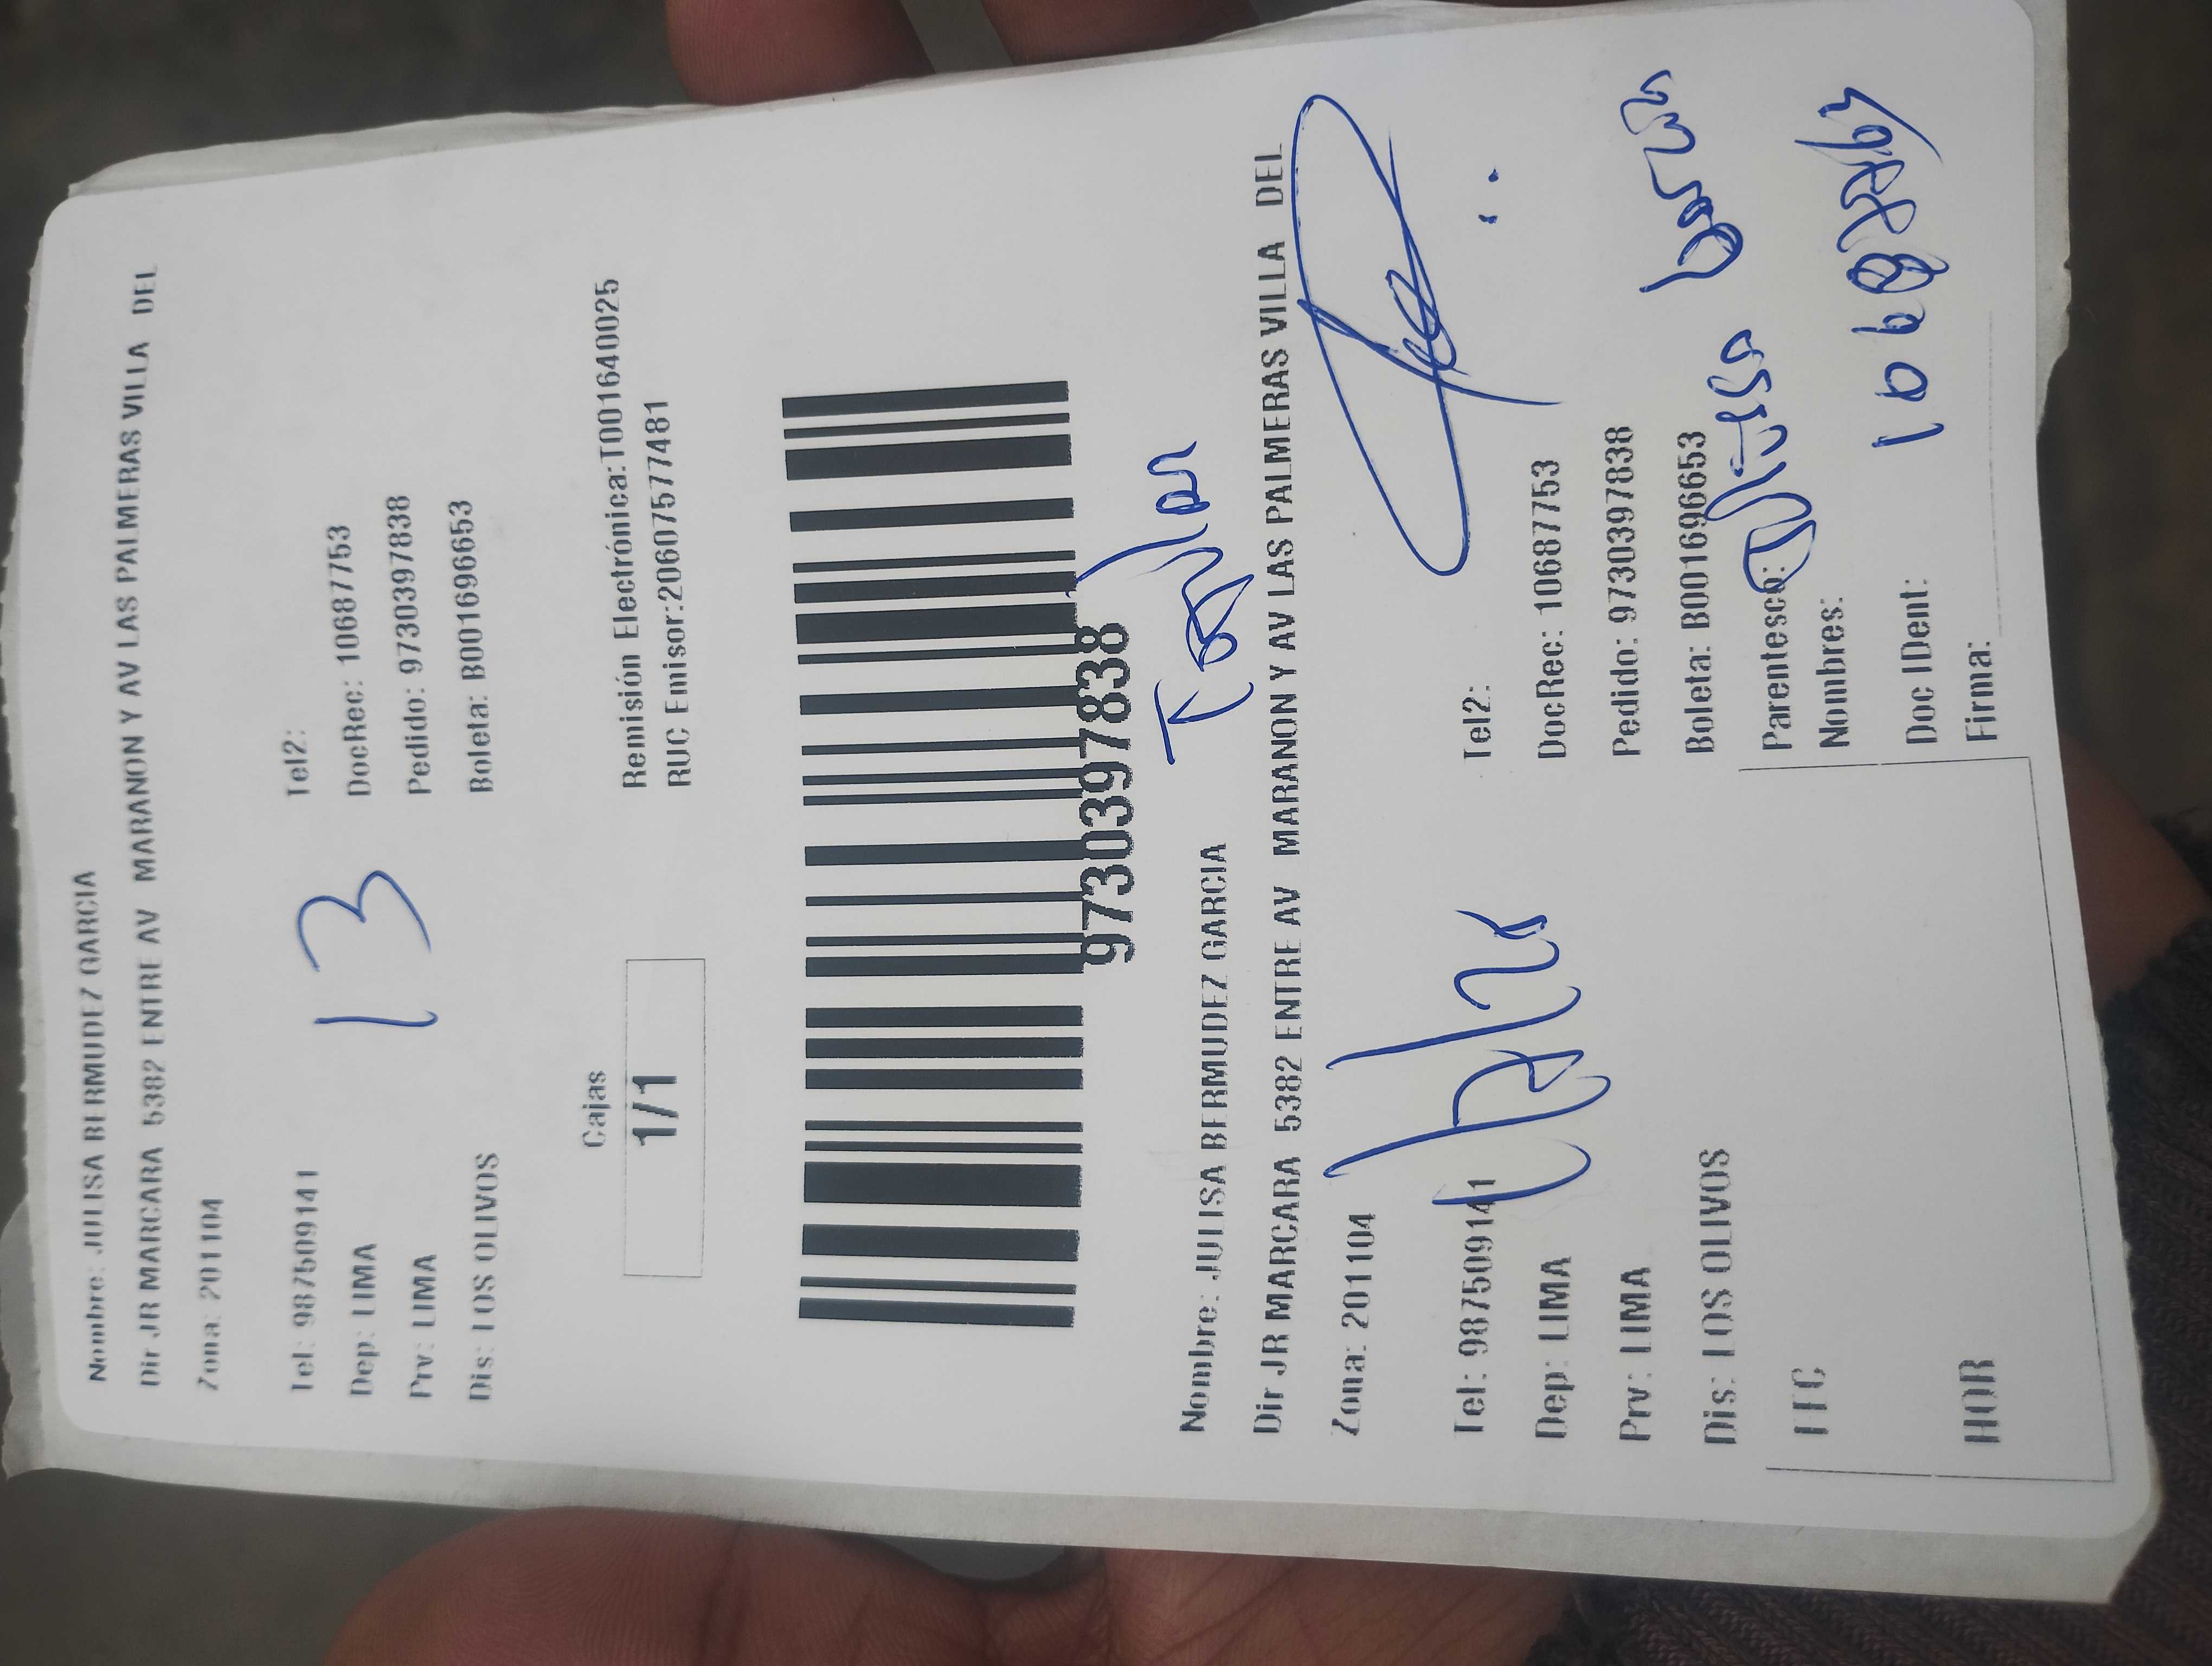 Nombre: JULISA BERMUDEZ GARCIA
Dir JR MARCARA 5382 ENTRE AV MARANON Y AV LAS PALMERAS VILLA DEL
Zona: 201104
Tel: 987509141 Tel2:
Dep: LIMA DocRec: 10687753
Prv: LIMA Pedido: 9730397838
Dis: LOS OLIVOS Boleta: B001696653
13
Cajas
1/1
Remisión Electrónica:T001640025
RUC Emisor:20607577481
9730397838
Nombre: JULISA BERMUDEZ GARCIA
Dir JR MARCARA 5382 ENTRE AV MARANON Y AV LAS PALMERAS VILLA DEL
Zona: 201104
Tel: 987509141 Tel2:
Dep: LIMA DocRec: 10687753
Prv: LIMA Pedido: 9730397838
Dis: LOS OLIVOS Boleta: B001696653
Parentesco:
Nombres:
Doc IDent:
Firma:
HOR